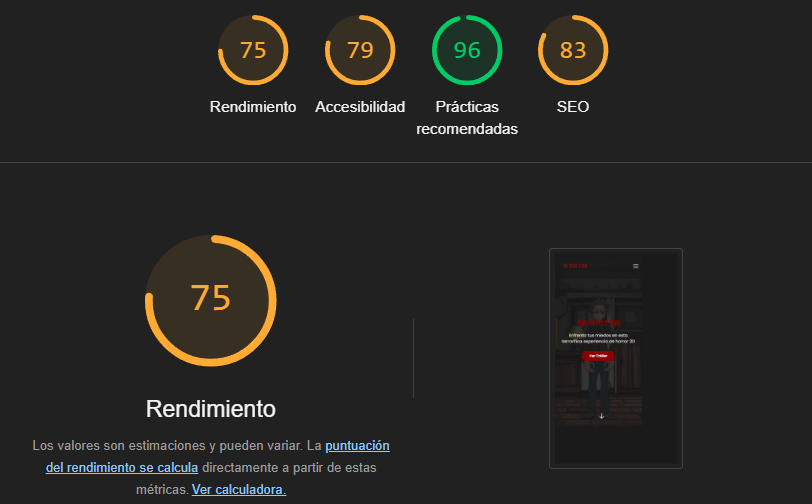 75
79
96
83
Rendimiento
Accesibilidad
Prácticas
recomendadas
SEO
75
Rendimiento
Los valores son estimaciones y pueden variar. La puntuación
del rendimiento se calcula directamente a partir de estas
métricas. Ver calculadora.
Enfrenta tus miedos en esta
terrorífica experiencia de horror 2D
Ver Tráiler